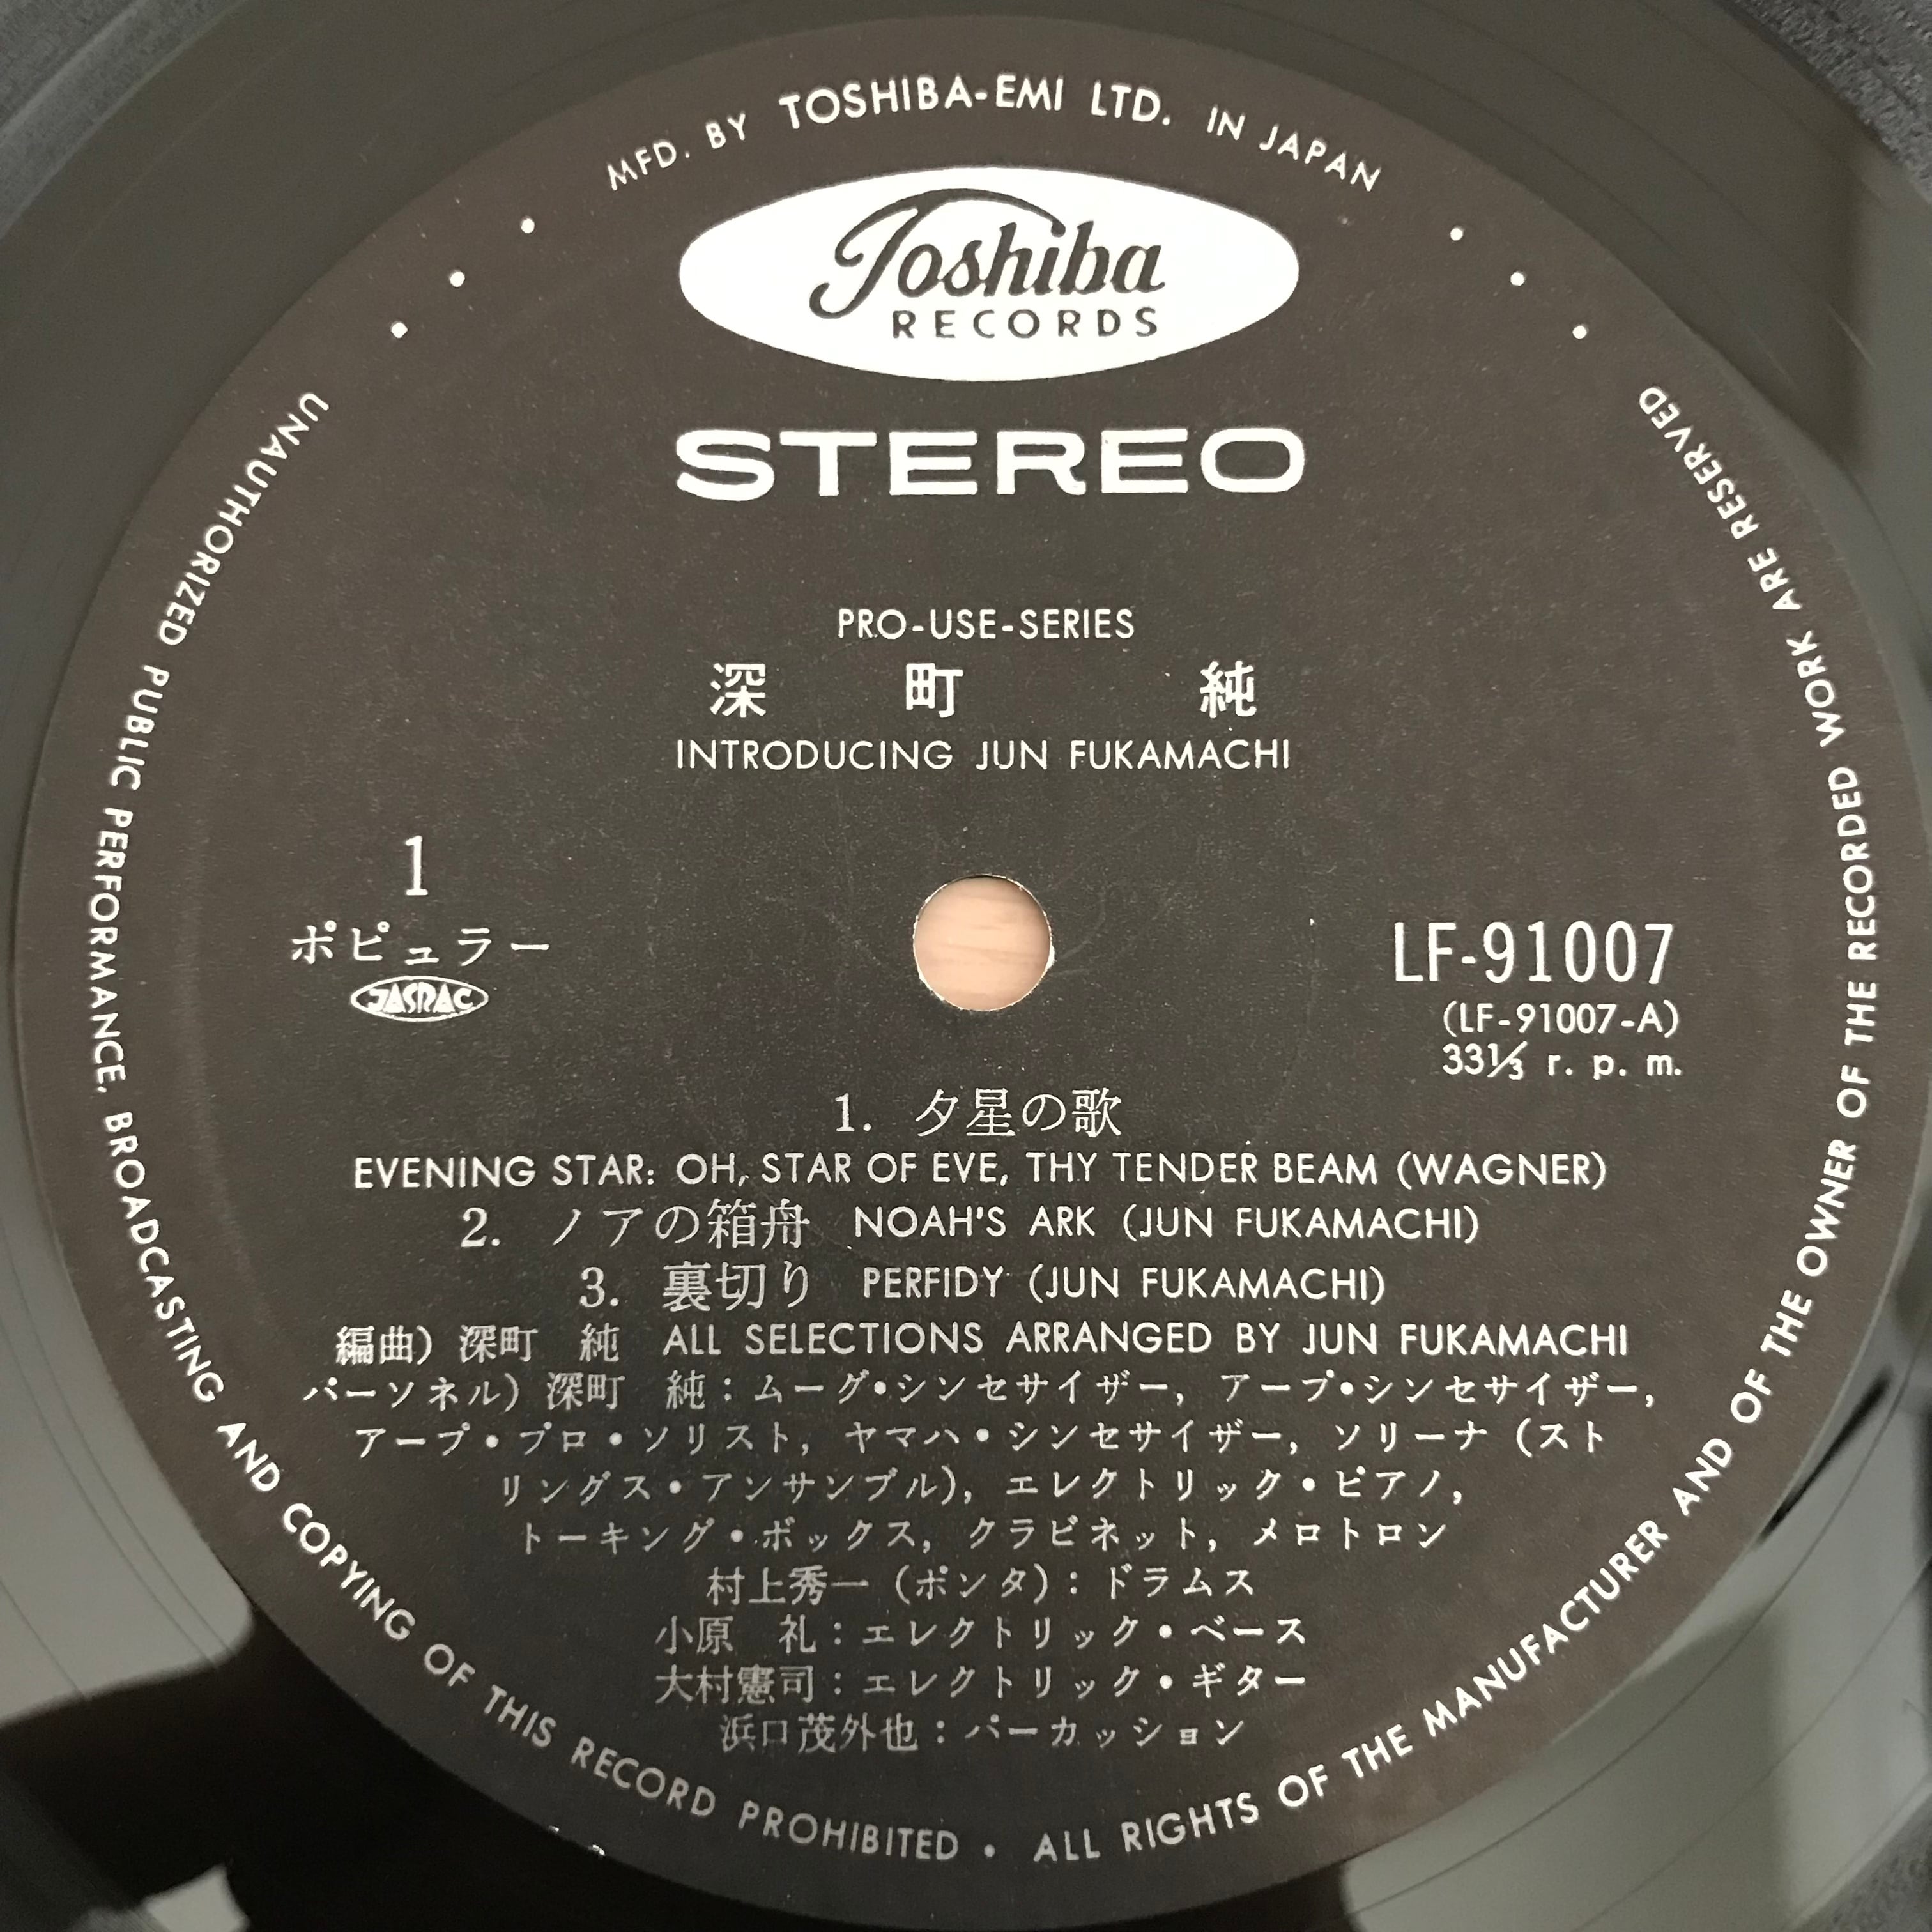 MFD. BY TOSHIBA-EMI LTD. IN JAPAN
Toshiba
RECORDS
STEREO
PRO-USE-SERIES
深町純
INTRODUCING JUN FUKAMACHI
1
ポピュラー
JASRAC
LF-91007
(LF-91007-A)
33⅓ r. p. m.
1. 夕星の歌
EVENING STAR: OH, STAR OF EVE, THY TENDER BEAM (WAGNER)
2. ノアの箱舟 NOAH'S ARK (JUN FUKAMACHI)
3. 裏切り PERFIDY (JUN FUKAMACHI)
編曲) 深町 純 ALL SELECTIONS ARRANGED BY JUN FUKAMACHI
パーソネル) 深町 純：ムーグ・シンセサイザー, アープ・シンセサイザー,
アープ・プロ・ソリスト, ヤマハ・シンセサイザー, ソリーナ (スト
リングス・アンサンブル), エレクトリック・ピアノ,
トーキング・ボックス, クラビネット, メロトロン
村上秀一 (ポンタ)：ドラムス
小原 礼：エレクトリック・ベース
大村憲司：エレクトリック・ギター
浜口茂外也：パーカッション
UNAUTHORIZED PUBLIC PERFORMANCE, BROADCASTING AND COPYING OF THIS RECORD PROHIBITED • ALL RIGHTS OF THE MANUFACTURER AND OF THE OWNER OF THE RECORDED WORK ARE RESERVED